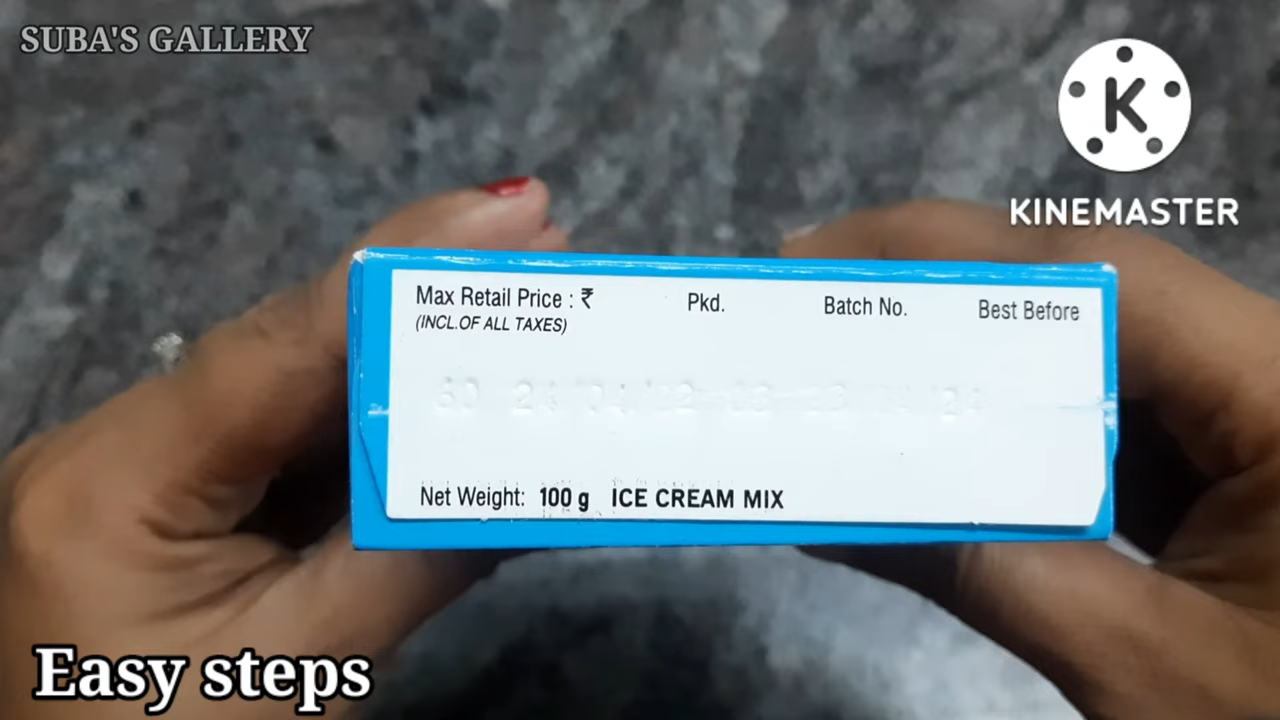 SUBA'S GALLERY
K
KINEMASTER
Max Retail Price : ₹ Pkd. Batch No. Best Before
(INCL.OF ALL TAXES)
Net Weight: 100 g ICE CREAM MIX
Easy steps